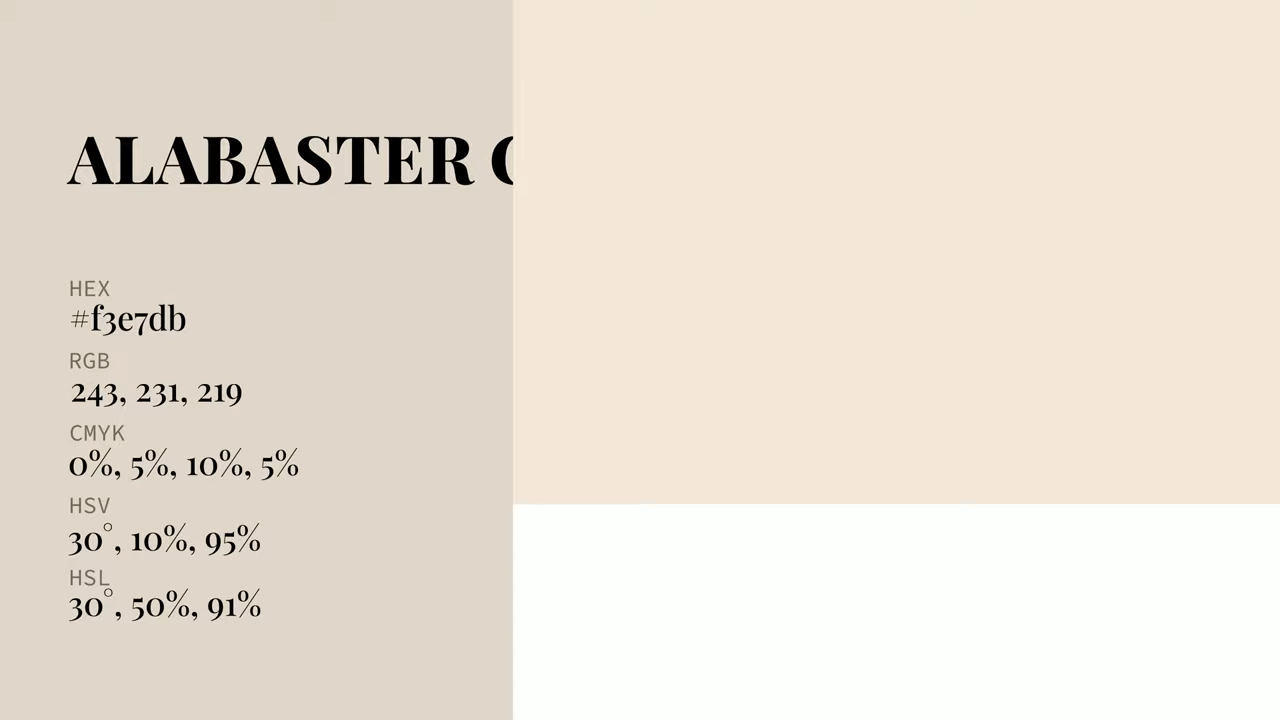 ALABASTER
HEX
#f3e7db
RGB
243, 231, 219
CMYK
0%, 5%, 10%, 5%
HSV
30°, 10%, 95%
HSL
30°, 50%, 91%